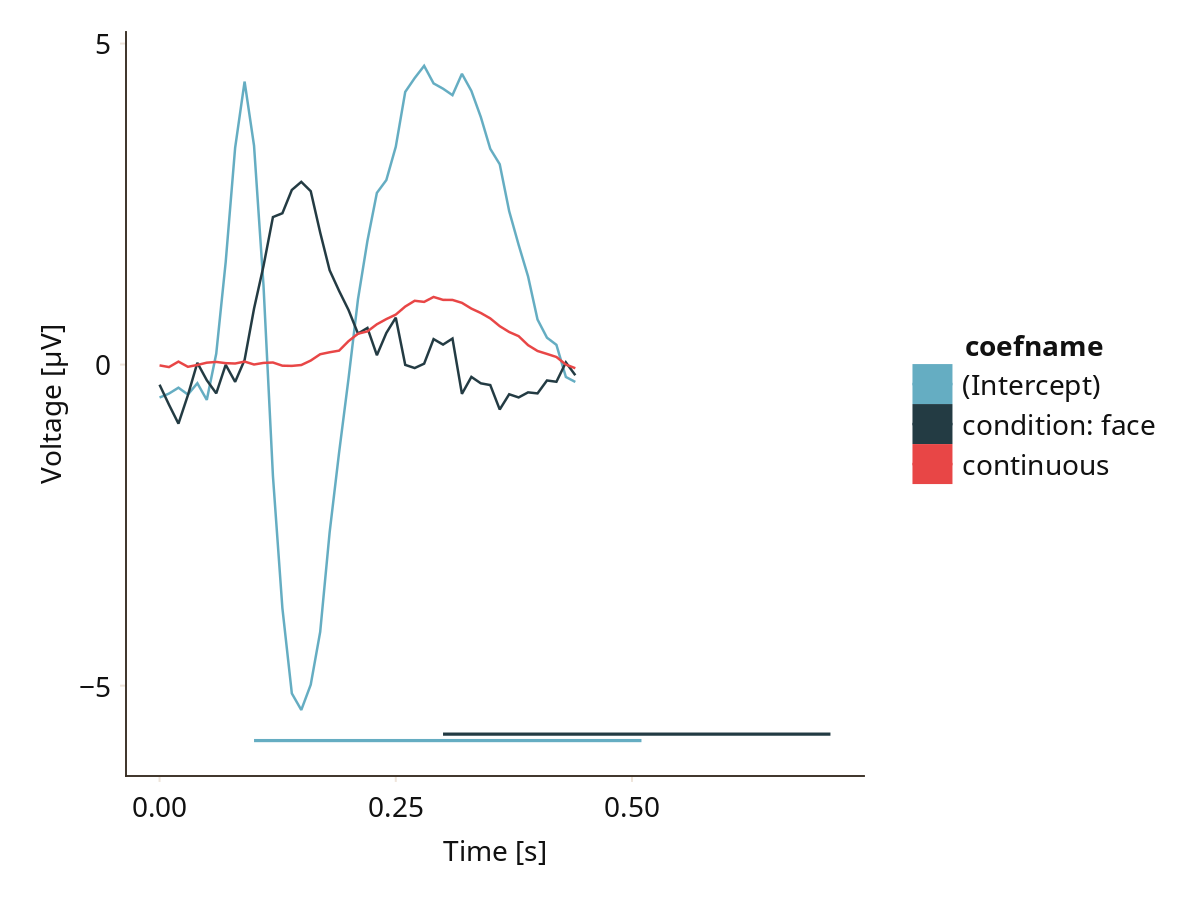 5
0
−5
Voltage [µV]
0.00
0.25
0.50
Time [s]
coefname
(Intercept)
condition: face
continuous